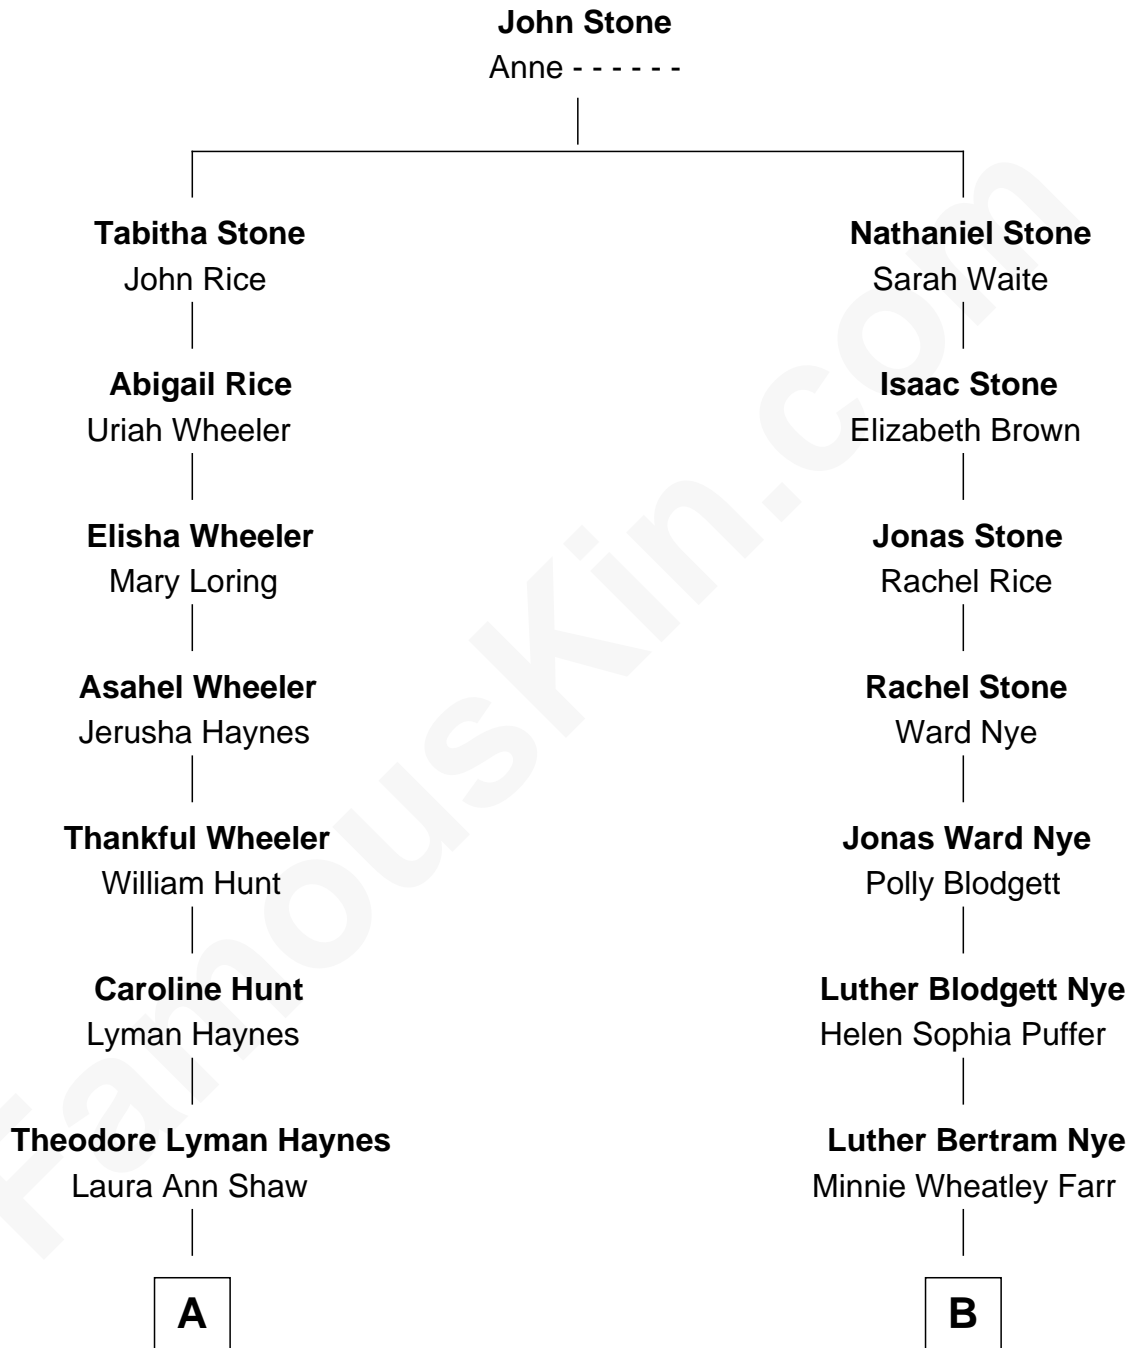 John Stone
Anne - - - - - -
Tabitha Stone
John Rice
Nathaniel Stone
Sarah Waite
Abigail Rice
Uriah Wheeler
Isaac Stone
Elizabeth Brown
Elisha Wheeler
Mary Loring
Jonas Stone
Rachel Rice
Asahel Wheeler
Jerusha Haynes
Rachel Stone
Ward Nye
Thankful Wheeler
William Hunt
Jonas Ward Nye
Polly Blodgett
Caroline Hunt
Lyman Haynes
Luther Blodgett Nye
Helen Sophia Puffer
Theodore Lyman Haynes
Laura Ann Shaw
Luther Bertram Nye
Minnie Wheatley Farr
A
B
FamousKin.com